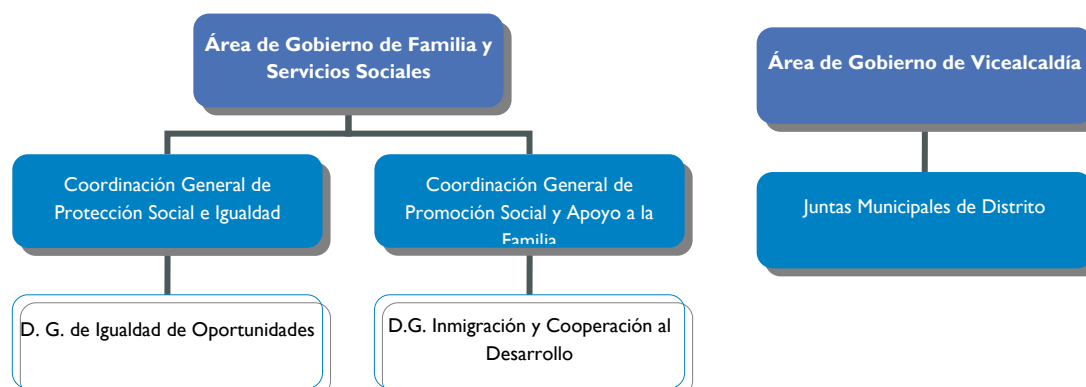 Área de Gobierno de Familia y
Servicios Sociales
Área de Gobierno de Vicealcaldía
Coordinación General de
Protección Social e Igualdad
Coordinación General de
Promoción Social y Apoyo a la
Familia
Juntas Municipales de Distrito
D. G. de Igualdad de Oportunidades
D.G. Inmigración y Cooperación al
Desarrollo